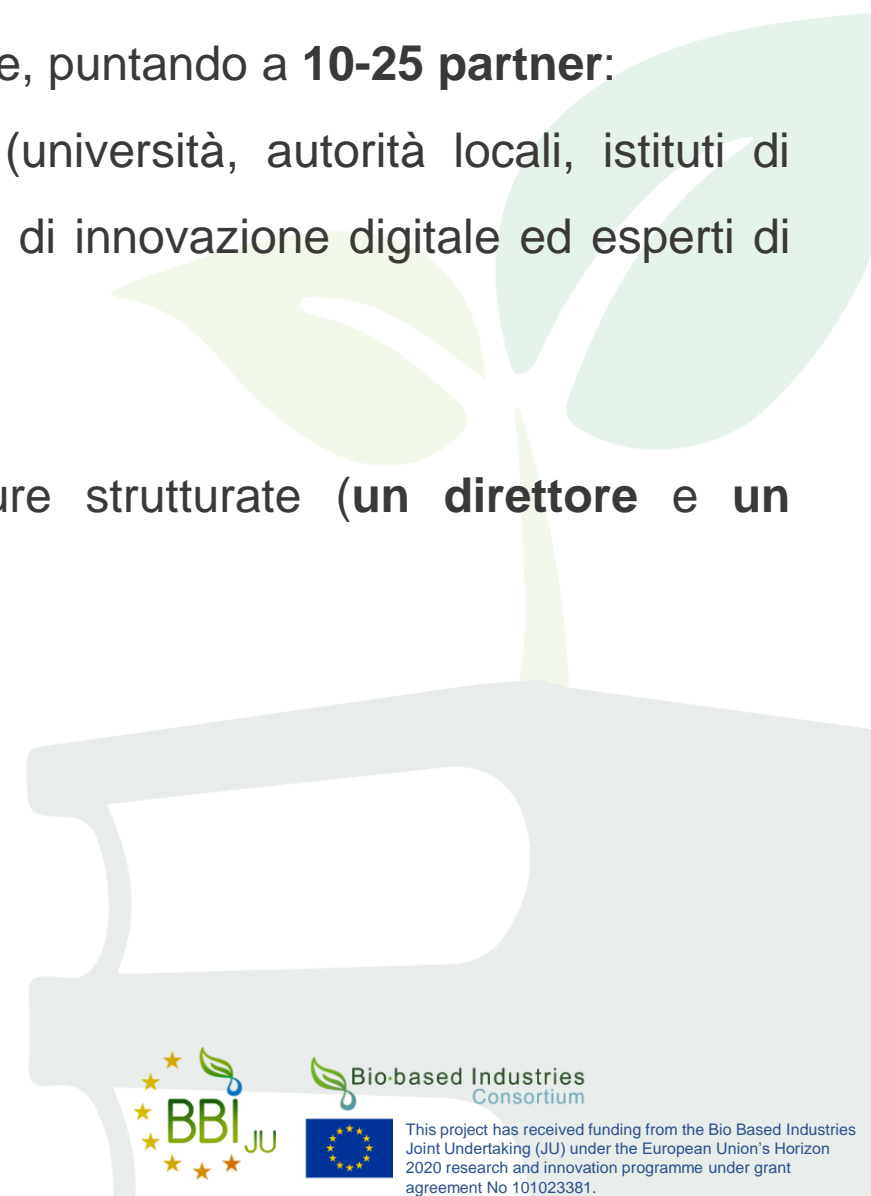 e, puntando a 10-25 partner:
(università, autorità locali, istituti di
di innovazione digitale ed esperti di
ure strutturate (un direttore e un
BBI JU
Bio-based Industries
Consortium
This project has received funding from the Bio Based Industries
Joint Undertaking (JU) under the European Union's Horizon
2020 research and innovation programme under grant
agreement No 101023381.